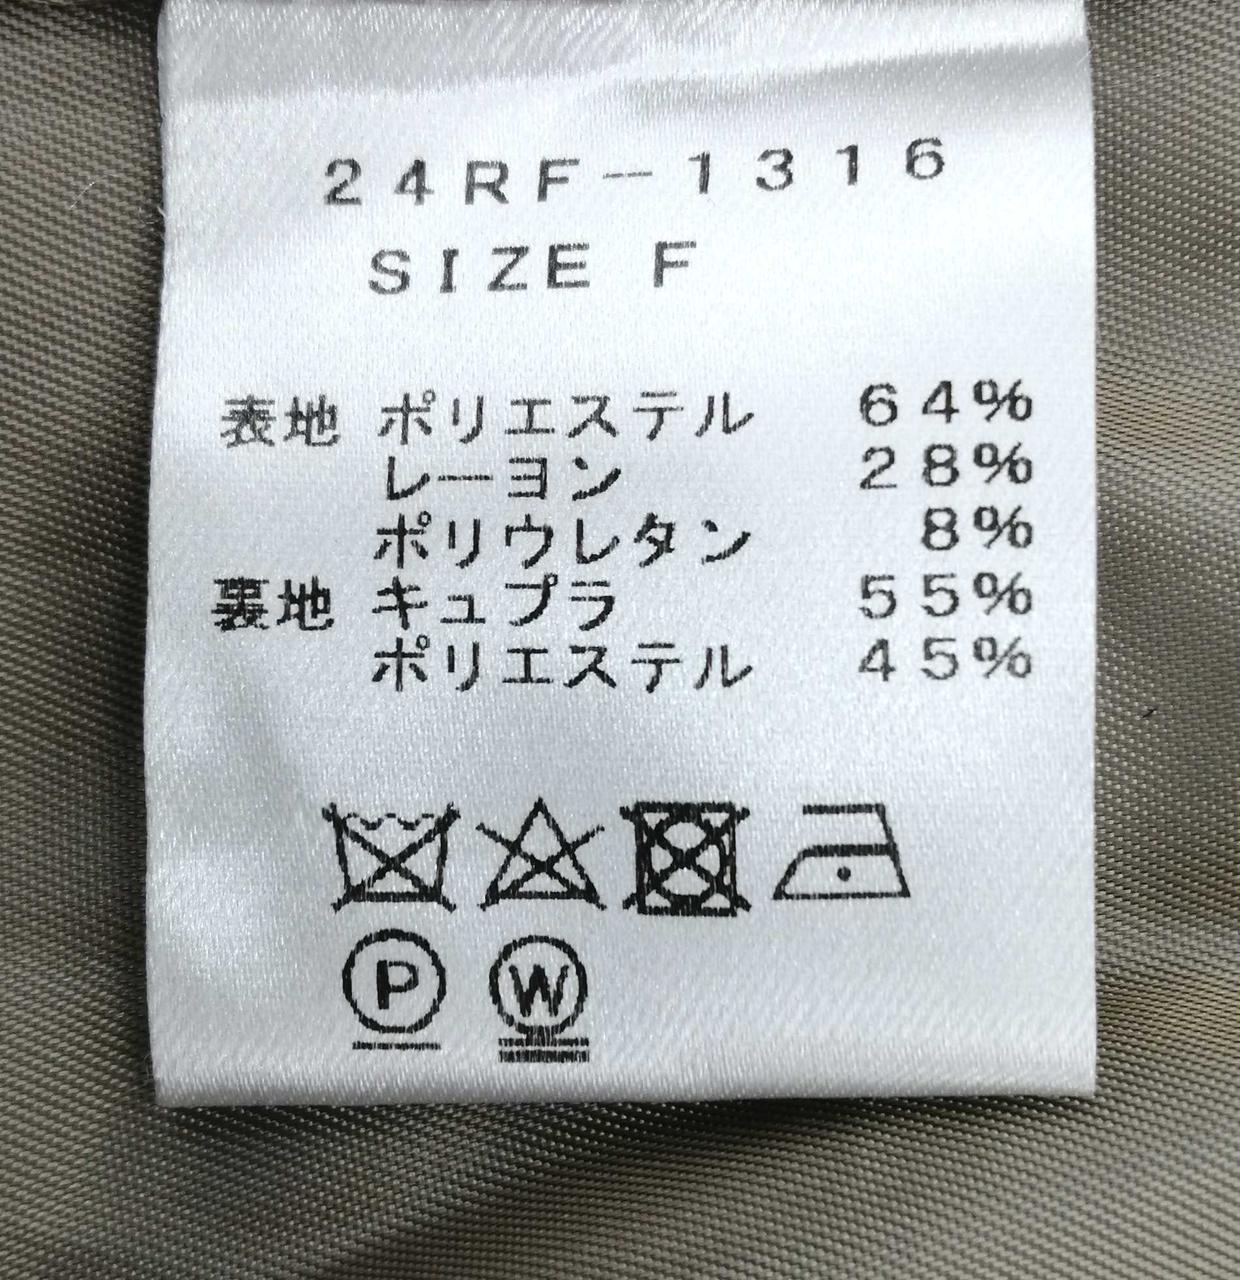 24RF-1316
SIZE F
表地 ポリエステル 64%
レーヨン 28%
ポリウレタン 8%
裏地 キュプラ 55%
ポリエステル 45%
P W